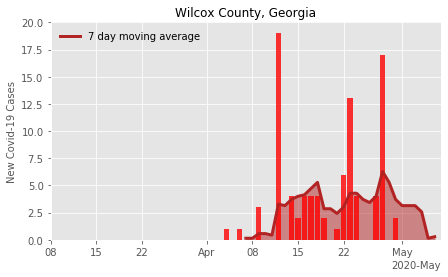 Wilcox County, Georgia
7 day moving average
New Covid-19 Cases
20.0
17.5
15.0
12.5
10.0
7.5
5.0
2.5
0.0
08 15 22 Apr 08 15 22 May
2020-May